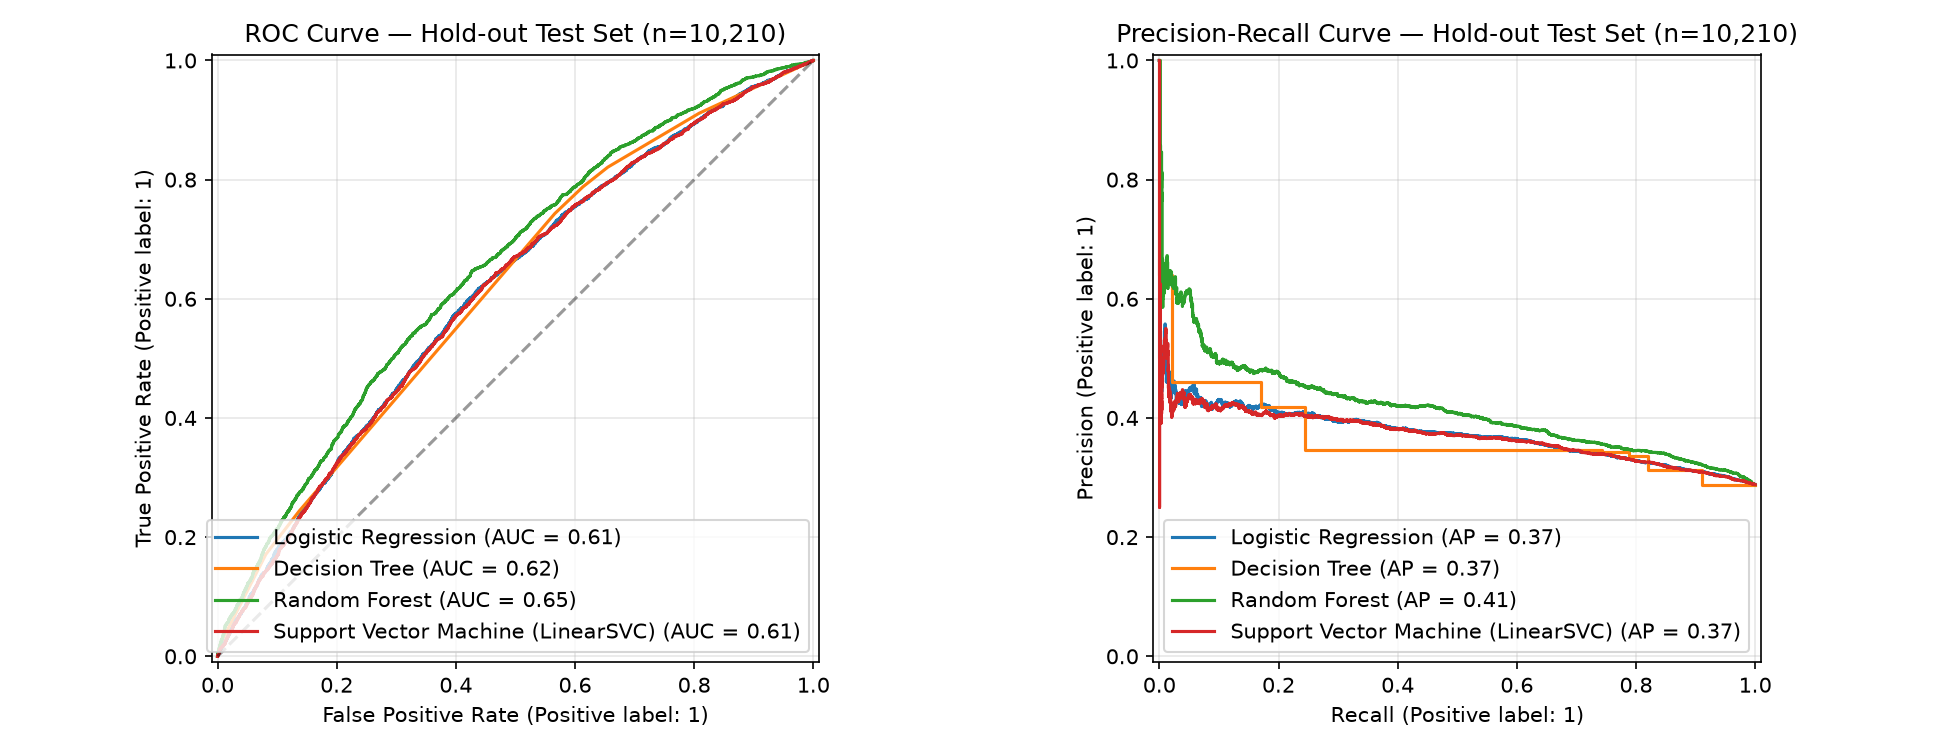 ROC Curve — Hold-out Test Set (n=10,210)
True Positive Rate (Positive label: 1)
1.0
0.8
0.6
0.4
0.2
0.0
Logistic Regression (AUC = 0.61)
Decision Tree (AUC = 0.62)
Random Forest (AUC = 0.65)
Support Vector Machine (LinearSVC) (AUC = 0.61)
0.0 0.2 0.4 0.6 0.8 1.0
False Positive Rate (Positive label: 1)
Precision-Recall Curve — Hold-out Test Set (n=10,210)
Precision (Positive label: 1)
1.0
0.8
0.6
0.4
0.2
0.0
Logistic Regression (AP = 0.37)
Decision Tree (AP = 0.37)
Random Forest (AP = 0.41)
Support Vector Machine (LinearSVC) (AP = 0.37)
0.0 0.2 0.4 0.6 0.8 1.0
Recall (Positive label: 1)